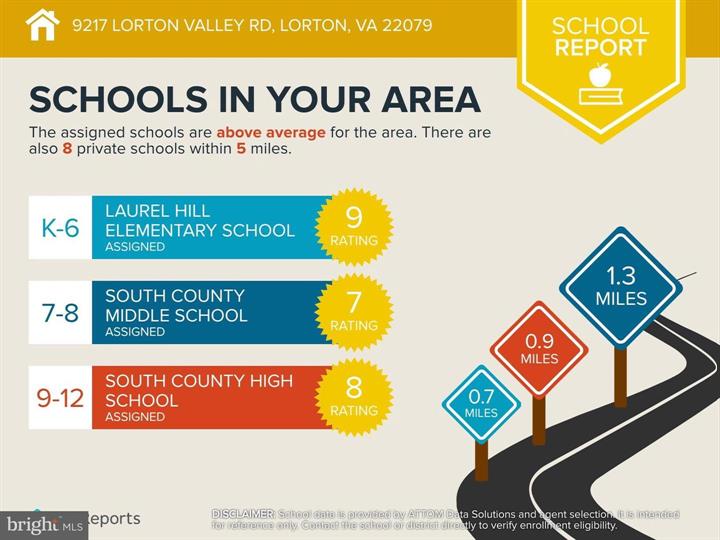 9217 LORTON VALLEY RD, LORTON, VA 22079
SCHOOL
REPORT
SCHOOLS IN YOUR AREA
The assigned schools are above average for the area. There are
also 8 private schools within 5 miles.
K-6
LAUREL HILL
ELEMENTARY SCHOOL
ASSIGNED
9
RATING
7-8
SOUTH COUNTY
MIDDLE SCHOOL
ASSIGNED
7
RATING
9-12
SOUTH COUNTY HIGH
SCHOOL
ASSIGNED
8
RATING
1.3
MILES
0.9
MILES
0.7
MILES
Reports
bright MLS
DISCLAIMER: School data is provided by ATTOM Data Solutions and agent selection. It is intended
for reference only. Contact the school or district directly to verify enrollment eligibility.